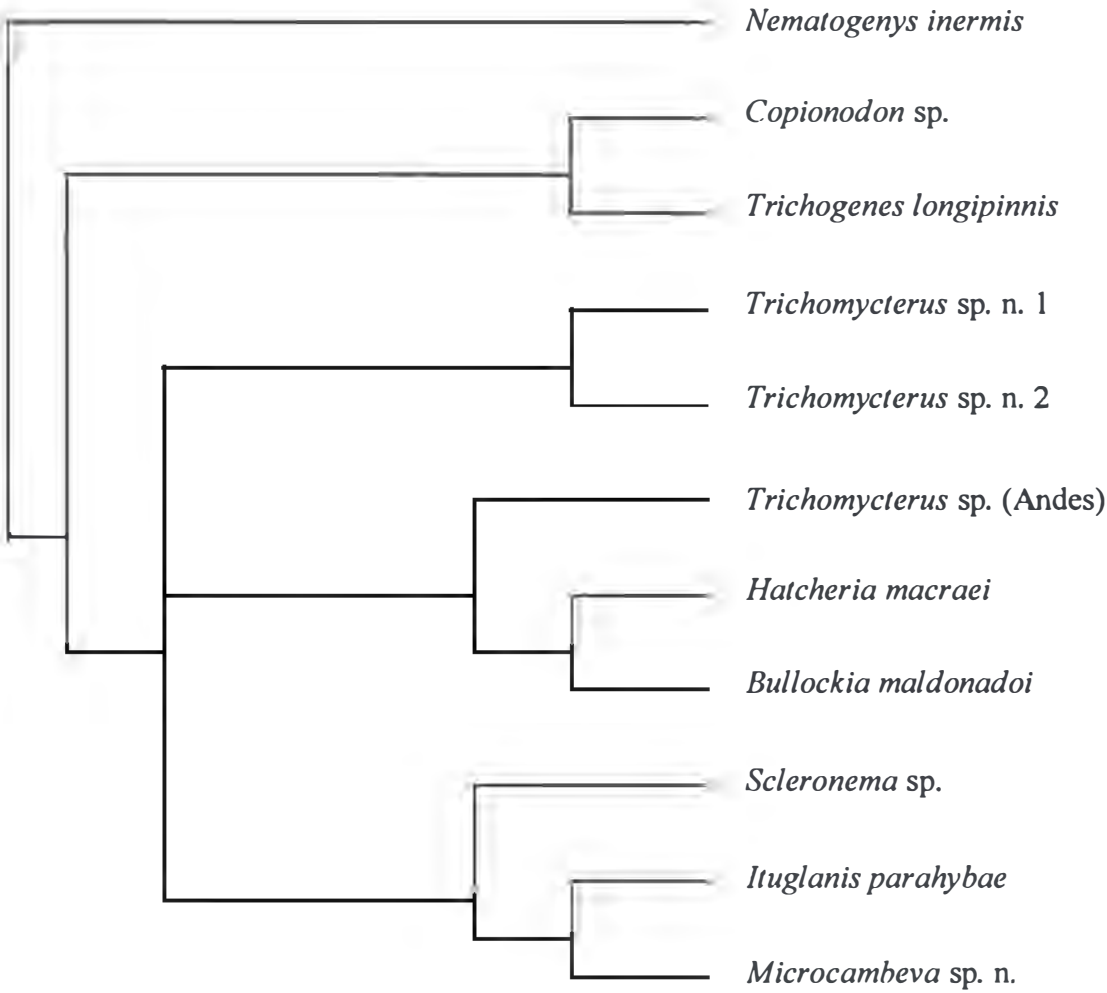 Nematogenys inermis
Copionodon sp.
Trichogenes longipinnis
Trichomycterus sp. n. 1
Trichomycterus sp. n. 2
Trichomycterus sp. (Andes)
Hatcheria macraei
Bullockia maldonadoi
Scleronema sp.
Ituglanis parahybae
Microcambeva sp. n.